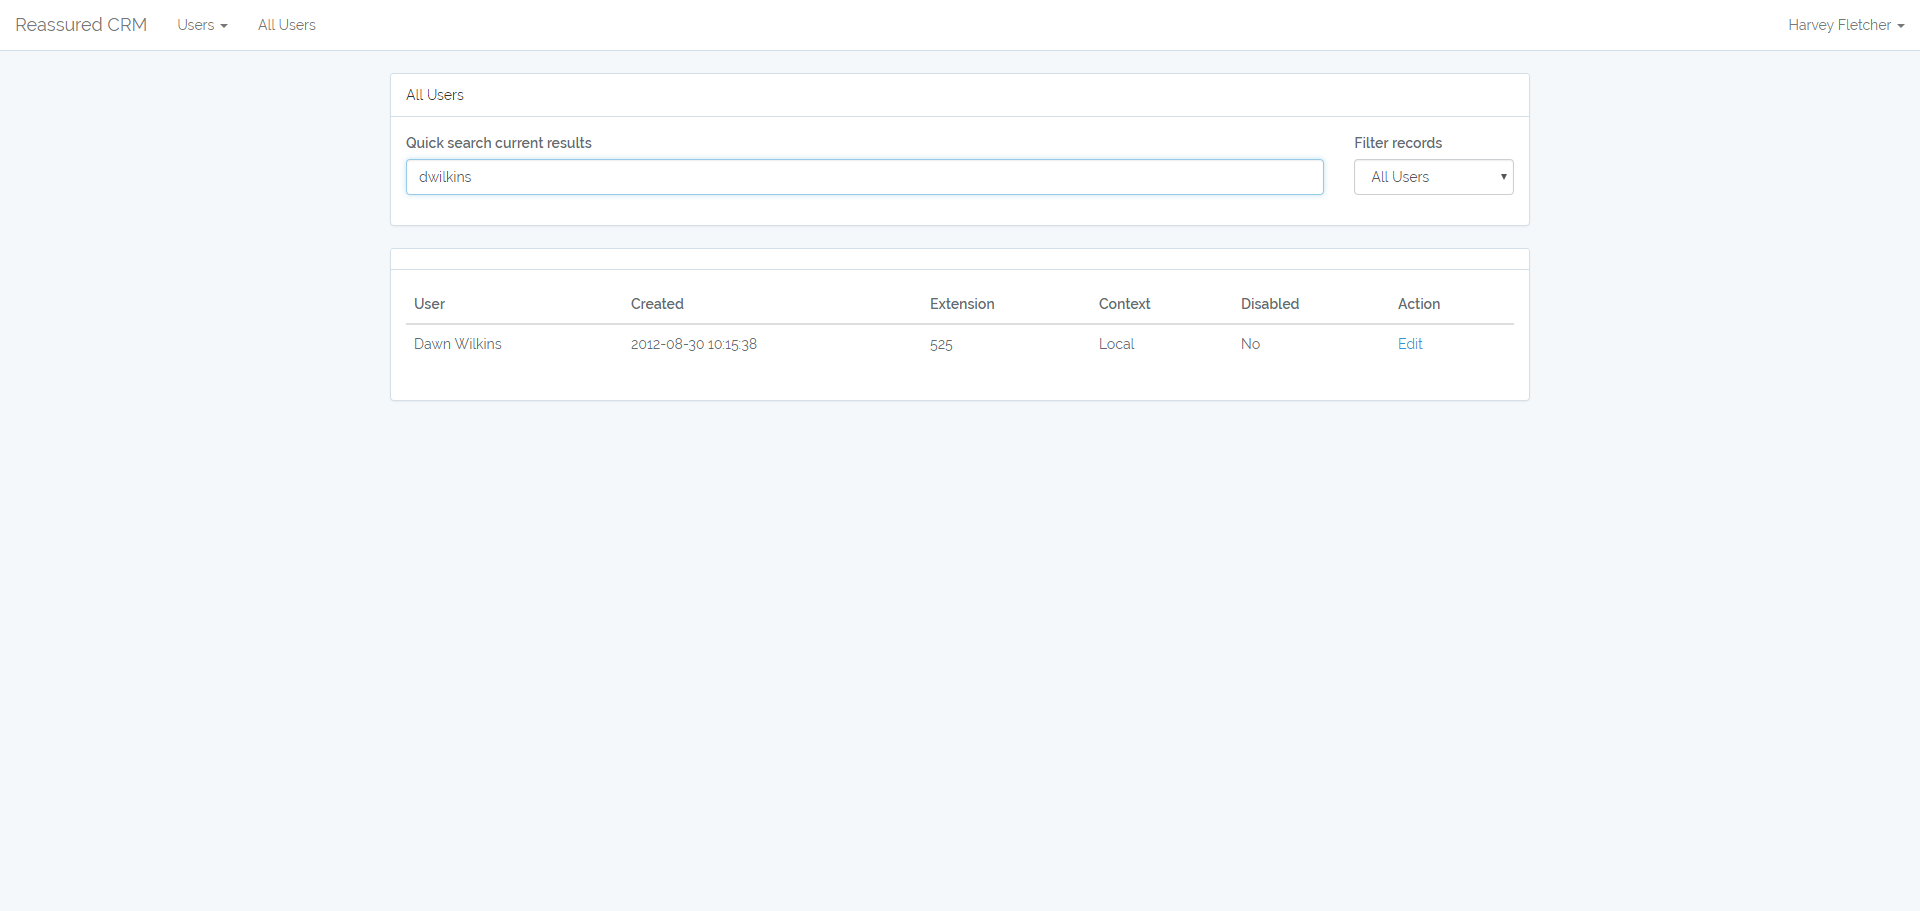 Reassured CRM Users All Users Harvey Fletcher
All Users
Quick search current results Filter records
dwilkins All Users
User Created Extension Context Disabled Action
Dawn Wilkins 2012-08-30 10:15:38 525 Local No Edit